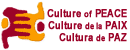 Culture of PEACE
Culture de la PAIX
Cultura de PAZ